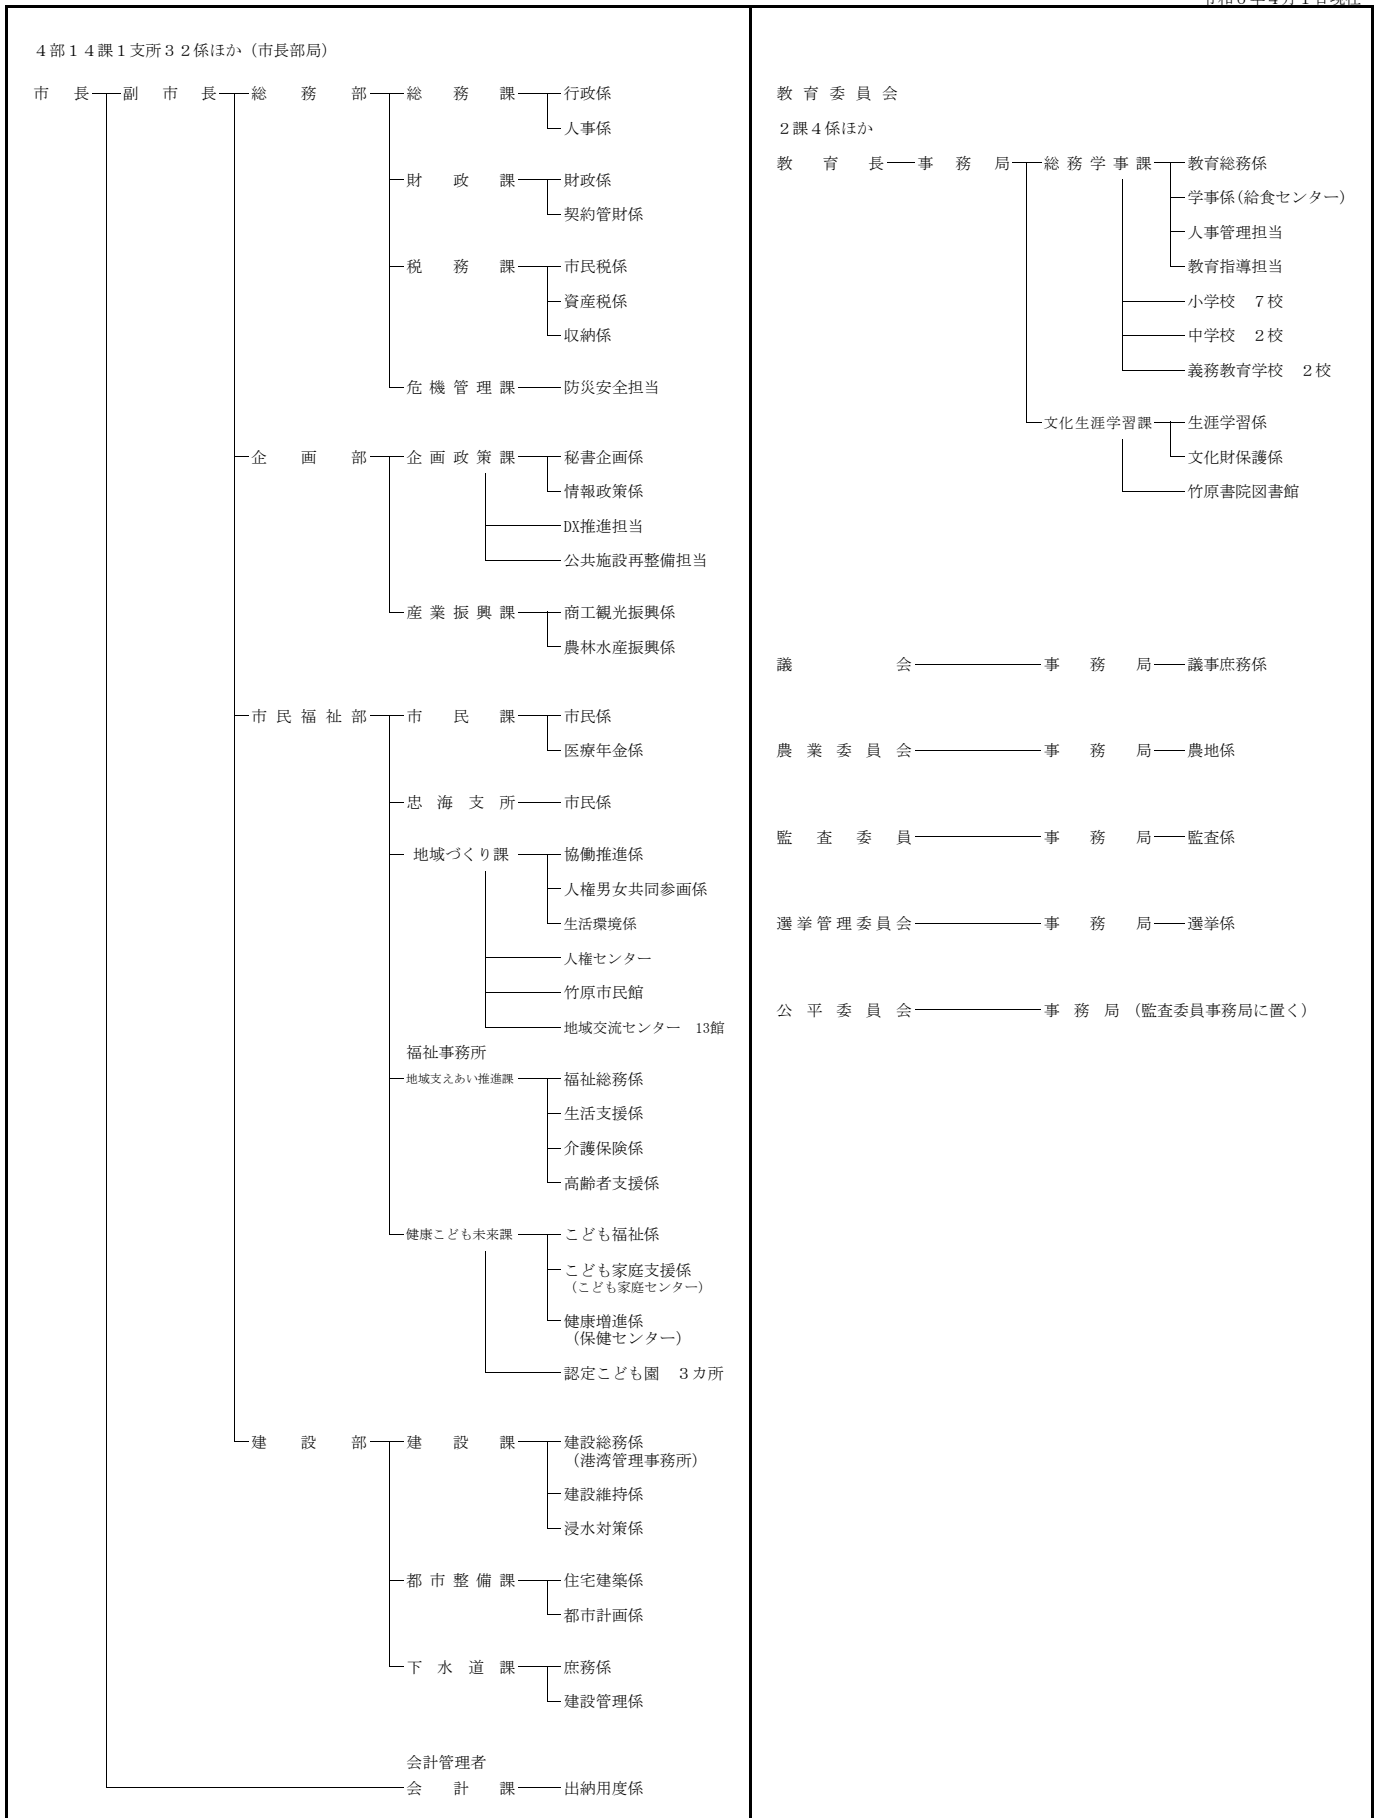 ４部１４課１支所３２係ほか（市長部局）
市長 副市長 総務部 総務課 行政係
人事係
財政課 財政係
契約管財係
税務課 市民税係
資産税係
収納係
危機管理課 防災安全担当
企画部 企画政策課 秘書企画係
情報政策係
DX推進担当
公共施設再整備担当
産業振興課 商工観光振興係
農林水産振興係
市民福祉部 市民課 市民係
医療年金係
忠海支所 市民係
地域づくり課 協働推進係
人権男女共同参画係
生活環境係
人権センター
竹原市民館
地域交流センター　13館
福祉事務所
地域支えあい推進課 福祉総務係
生活支援係
介護保険係
高齢者支援係
健康こども未来課 こども福祉係
こども家庭支援係
（こども家庭センター）
健康増進係
（保健センター）
認定こども園　３カ所
建設部 建設課 建設総務係
（港湾管理事務所）
建設維持係
浸水対策係
都市整備課 住宅建築係
都市計画係
下水道課 庶務係
建設管理係
会計管理者
会計課 出納用度係
教育委員会
２課４係ほか
教育長 事務局 総務学事課 教育総務係
学事係(給食センター)
人事管理担当
教育指導担当
小学校　７校
中学校　２校
義務教育学校　２校
文化生涯学習課 生涯学習係
文化財保護係
竹原書院図書館
議会 事務局 議事庶務係
農業委員会 事務局 農地係
監査委員 事務局 監査係
選挙管理委員会 事務局 選挙係
公平委員会 事務局 （監査委員事務局に置く）